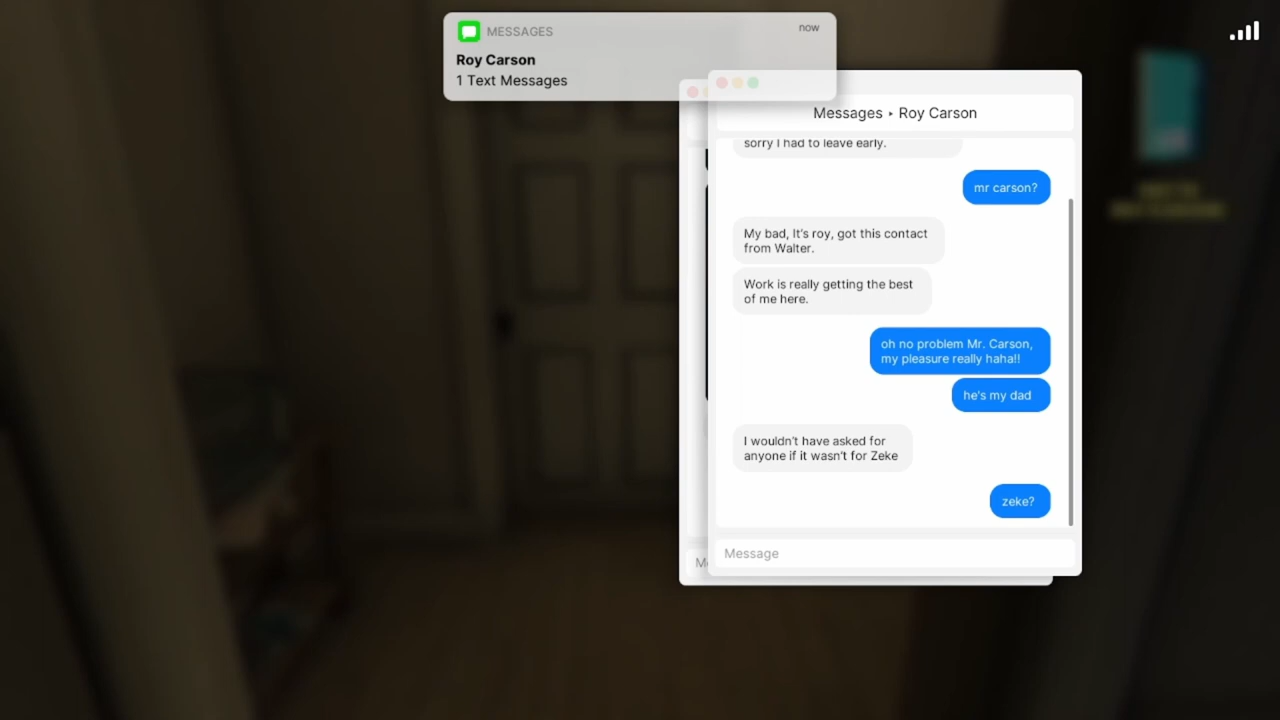 MESSAGES
now
Roy Carson
1 Text Messages
Messages ▸ Roy Carson
sorry I had to leave early.
mr carson?
My bad, It's roy, got this contact
from Walter.
Work is really getting the best
of me here.
oh no problem Mr. Carson,
my pleasure really haha!!
he's my dad
I wouldn't have asked for
anyone if it wasn't for Zeke
zeke?
Message